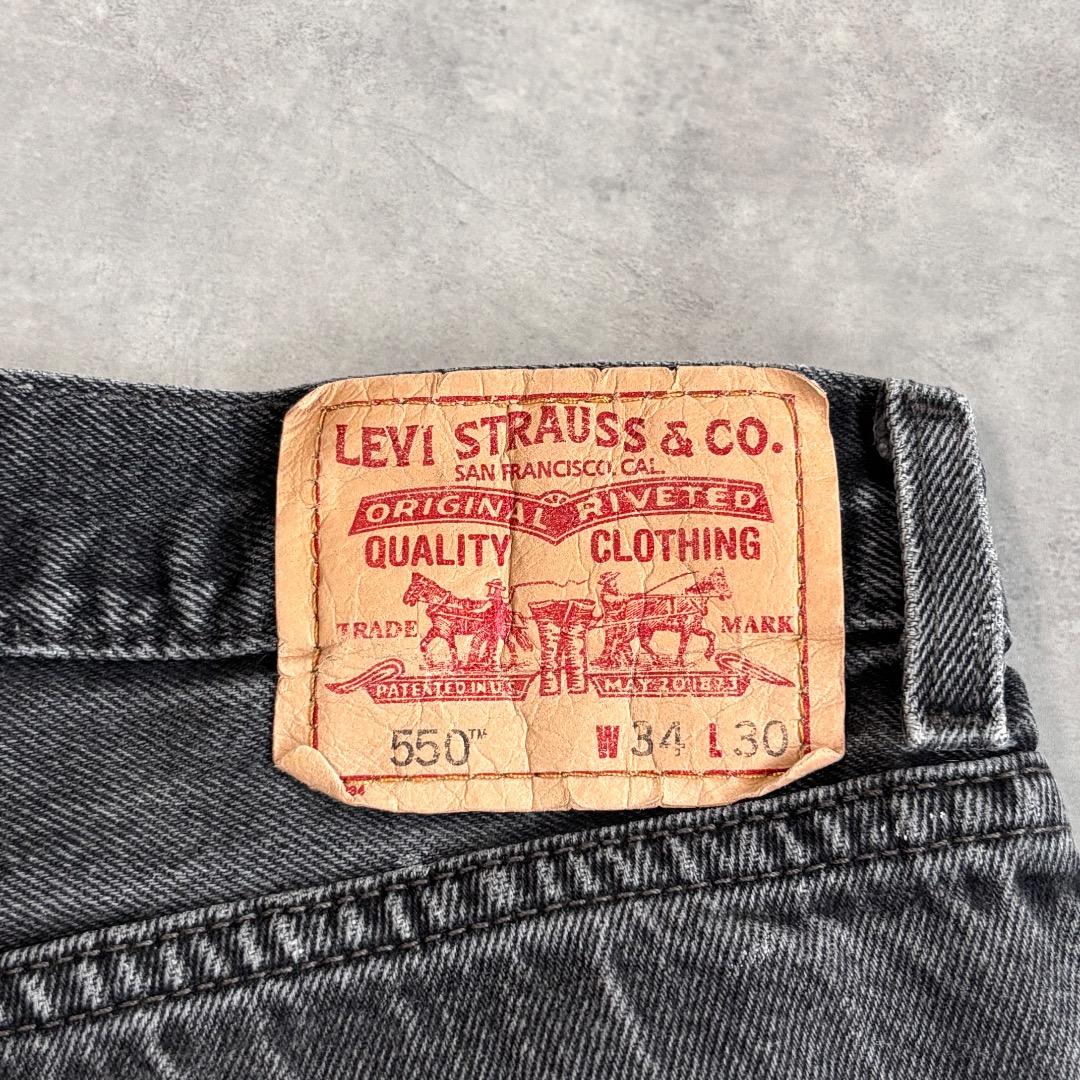 LEVI STRAUSS & CO.
SAN FRANCISCO, CAL.
ORIGINAL RIVETED
QUALITY CLOTHING
TRADE MARK
PATENTED IN U.S. MAY 20 1873
550™ W 34 L 30